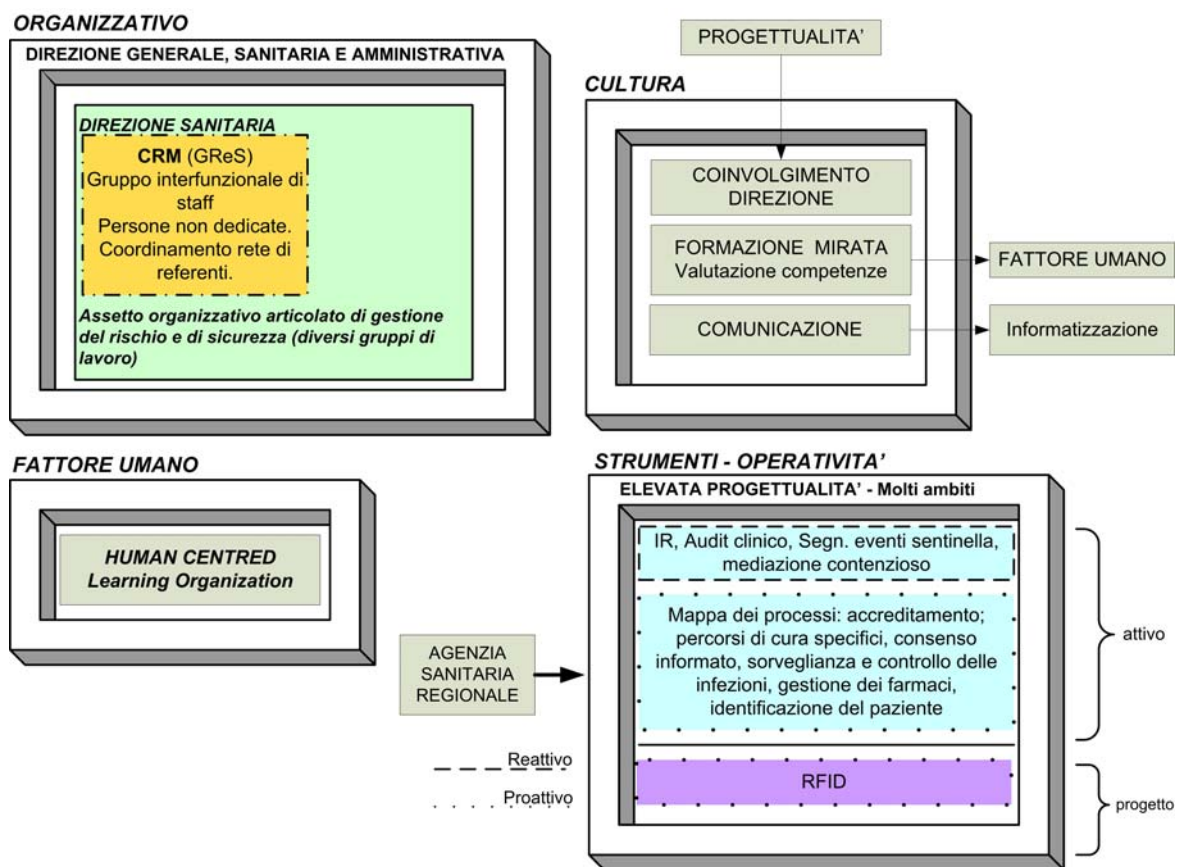 ORGANIZZATIVO
DIREZIONE GENERALE, SANITARIA E AMMINISTRATIVA
DIREZIONE SANITARIA
CRM (GReS)
Gruppo interfunzionale di
staff
Persone non dedicate.
Coordinamento rete di
referenti.
Assetto organizzativo articolato di gestione
del rischio e di sicurezza (diversi gruppi di
lavoro)
PROGETTUALITA’
CULTURA
COINVOLGIMENTO
DIREZIONE
FORMAZIONE MIRATA
Valutazione competenze
COMUNICAZIONE
FATTORE UMANO
Informatizzazione
FATTORE UMANO
HUMAN CENTRED
Learning Organization
STRUMENTI - OPERATIVITA’
ELEVATA PROGETTUALITA’ - Molti ambiti
IR, Audit clinico, Segn. eventi sentinella,
mediazione contenzioso
Mappa dei processi: accreditamento;
percorsi di cura specifici, consenso
informato, sorveglianza e controllo delle
infezioni, gestione dei farmaci,
identificazione del paziente
RFID
attivo
progetto
AGENZIA
SANITARIA
REGIONALE
Reattivo
Proattivo